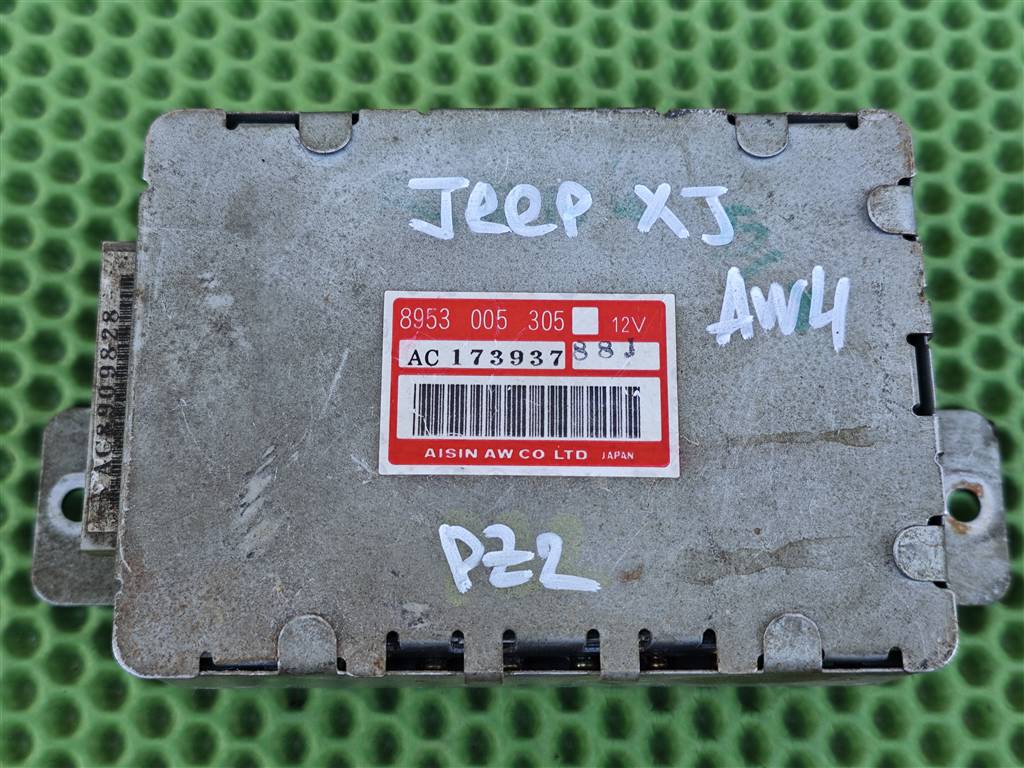 Jeep XJ
AW4
8953 005 305 12V
AC 173937 88J
AISIN AW CO LTD JAPAN
AC8909828
PZ2